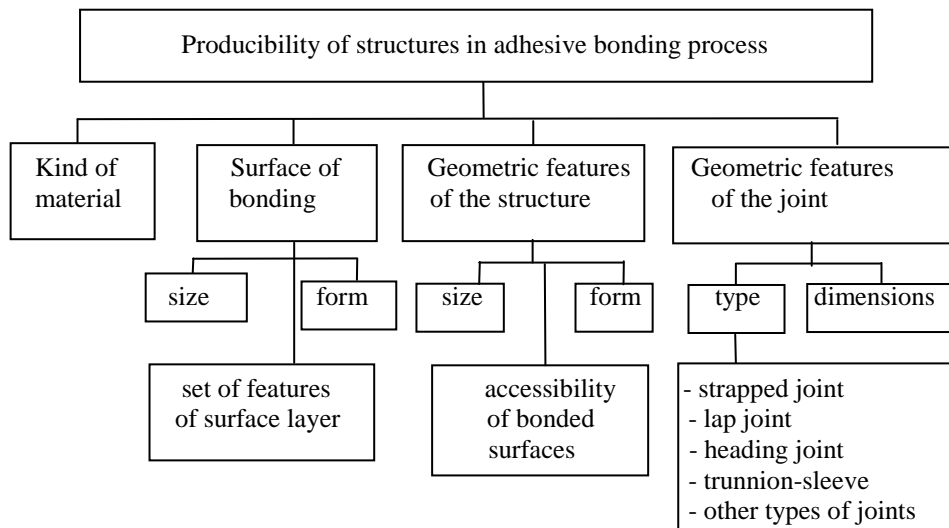 Producibility of structures in adhesive bonding process
Kind of
material
Surface of
bonding
Geometric features
of the structure
Geometric features
of the joint
size
form
size
form
type
dimensions
set of features
of surface layer
accessibility
of bonded
surfaces
- strapped joint
- lap joint
- heading joint
- trunnion-sleeve
- other types of joints